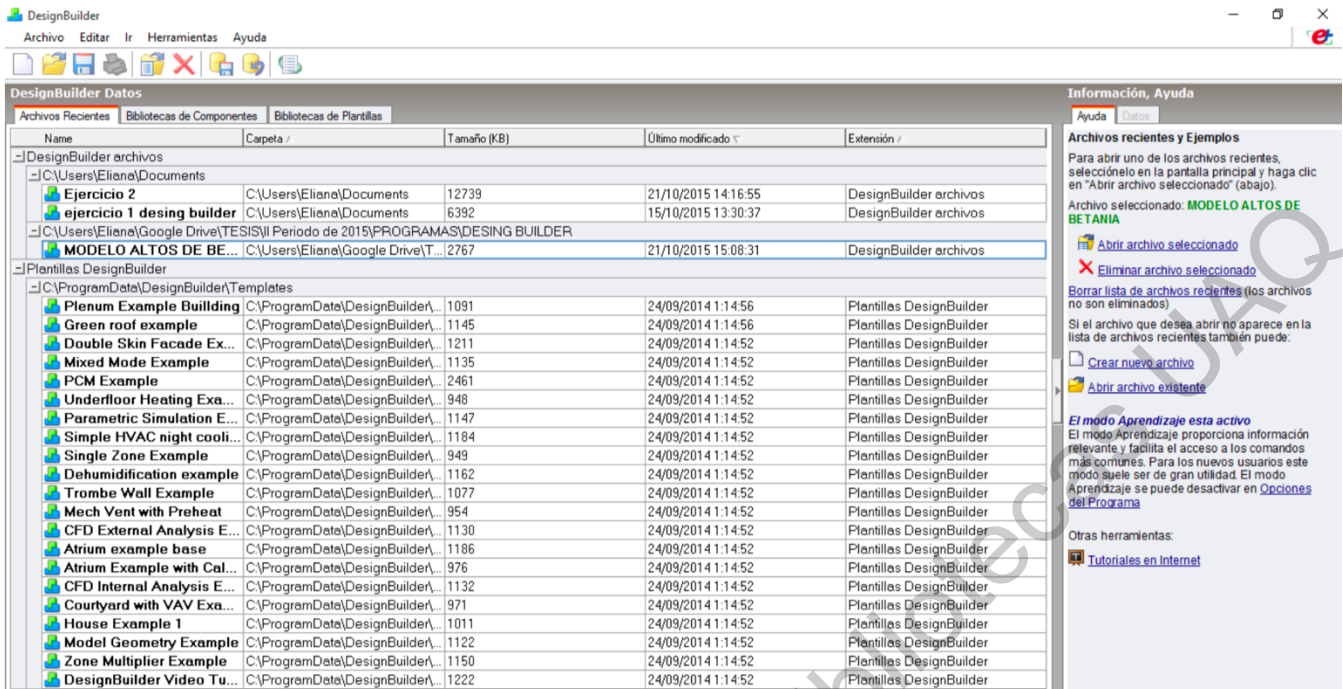 DesignBuilder
Archivo Editar Ir Herramientas Ayuda
DesignBuilder Datos
Archivos Recientes Bibliotecas de Componentes Bibliotecas de Plantillas
Name Carpeta Tamaño (KB) Último modificado Extensión
DesignBuilder archivos
C:\Users\Eliana\Documents
Ejercicio 2 C:\Users\Eliana\Documents 12739 21/10/2015 14:16:55 DesignBuilder archivos
ejercicio 1 desing builder C:\Users\Eliana\Documents 6392 15/10/2015 13:30:37 DesignBuilder archivos
C:\Users\Eliana\Google Drive\TESIS\II Periodo de 2015\PROGRAMAS\DESING BUILDER
MODELO ALTOS DE BE... C:\Users\Eliana\Google Drive\T... 2767 21/10/2015 15:08:31 DesignBuilder archivos
Plantillas DesignBuilder
C:\ProgramData\DesignBuilder\Templates
Plenum Example Buillding C:\ProgramData\DesignBuilder\... 1091 24/09/2014 1:14:56 Plantillas DesignBuilder
Green roof example C:\ProgramData\DesignBuilder\... 1145 24/09/2014 1:14:56 Plantillas DesignBuilder
Double Skin Facade Ex... C:\ProgramData\DesignBuilder\... 1211 24/09/2014 1:14:52 Plantillas DesignBuilder
Mixed Mode Example C:\ProgramData\DesignBuilder\... 1135 24/09/2014 1:14:52 Plantillas DesignBuilder
PCM Example C:\ProgramData\DesignBuilder\... 2461 24/09/2014 1:14:52 Plantillas DesignBuilder
Underfloor Heating Exa... C:\ProgramData\DesignBuilder\... 948 24/09/2014 1:14:52 Plantillas DesignBuilder
Parametric Simulation E... C:\ProgramData\DesignBuilder\... 1147 24/09/2014 1:14:52 Plantillas DesignBuilder
Simple HVAC night cooli... C:\ProgramData\DesignBuilder\... 1184 24/09/2014 1:14:52 Plantillas DesignBuilder
Single Zone Example C:\ProgramData\DesignBuilder\... 949 24/09/2014 1:14:52 Plantillas DesignBuilder
Dehumidification example C:\ProgramData\DesignBuilder\... 1162 24/09/2014 1:14:52 Plantillas DesignBuilder
Trombe Wall Example C:\ProgramData\DesignBuilder\... 1077 24/09/2014 1:14:52 Plantillas DesignBuilder
Mech Vent with Preheat C:\ProgramData\DesignBuilder\... 954 24/09/2014 1:14:52 Plantillas DesignBuilder
CFD External Analysis E... C:\ProgramData\DesignBuilder\... 1130 24/09/2014 1:14:52 Plantillas DesignBuilder
Atrium example base C:\ProgramData\DesignBuilder\... 1186 24/09/2014 1:14:52 Plantillas DesignBuilder
Atrium Example with Cal... C:\ProgramData\DesignBuilder\... 976 24/09/2014 1:14:52 Plantillas DesignBuilder
CFD Internal Analysis E... C:\ProgramData\DesignBuilder\... 1132 24/09/2014 1:14:52 Plantillas DesignBuilder
Courtyard with VAV Exa... C:\ProgramData\DesignBuilder\... 971 24/09/2014 1:14:52 Plantillas DesignBuilder
House Example 1 C:\ProgramData\DesignBuilder\... 1011 24/09/2014 1:14:52 Plantillas DesignBuilder
Model Geometry Example C:\ProgramData\DesignBuilder\... 1122 24/09/2014 1:14:52 Plantillas DesignBuilder
Zone Multiplier Example C:\ProgramData\DesignBuilder\... 1150 24/09/2014 1:14:52 Plantillas DesignBuilder
DesignBuilder Video Tu... C:\ProgramData\DesignBuilder\... 1222 24/09/2014 1:14:52 Plantillas DesignBuilder
Información, Ayuda
Ayuda Datos
Archivos recientes y Ejemplos
Para abrir uno de los archivos recientes,
selecciónelo en la pantalla principal y haga clic
en "Abrir archivo seleccionado" (abajo).
Archivo seleccionado: MODELO ALTOS DE
BETANIA
Abrir archivo seleccionado
Eliminar archivo seleccionado
Borrar lista de archivos recientes (los archivos
no son eliminados)
Si el archivo que desea abrir no aparece en la
lista de archivos recientes también puede:
Crear nuevo archivo
Abrir archivo existente
El modo Aprendizaje esta activo
El modo Aprendizaje proporciona información
relevante y facilita el acceso a los comandos
más comunes. Para los nuevos usuarios este
modo suele ser de gran utilidad. El modo
Aprendizaje se puede desactivar en Opciones
del Programa
Otras herramientas:
Tutoriales en Internet
bliotecas UAQ